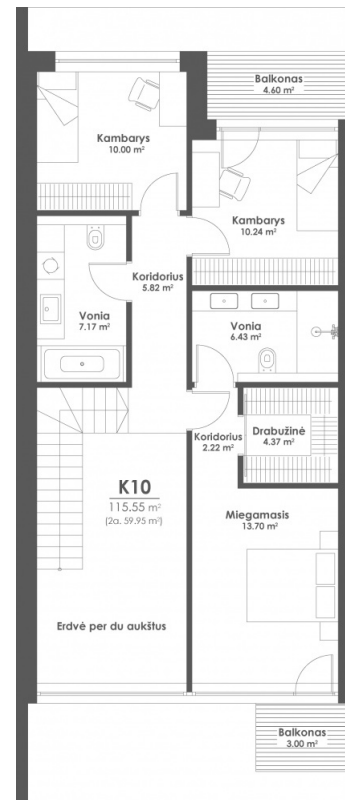 Balkonas
4.60 m²
Kambarys
10.00 m²
Kambarys
10.24 m²
Koridorius
5.82 m²
Vonia
7.17 m²
Vonia
6.43 m²
Koridorius
2.22 m²
Drabužinė
4.37 m²
K10
115.55 m²
(2a. 59.95 m²)
Miegamasis
13.70 m²
Erdvė per du aukštus
Balkonas
3.00 m²